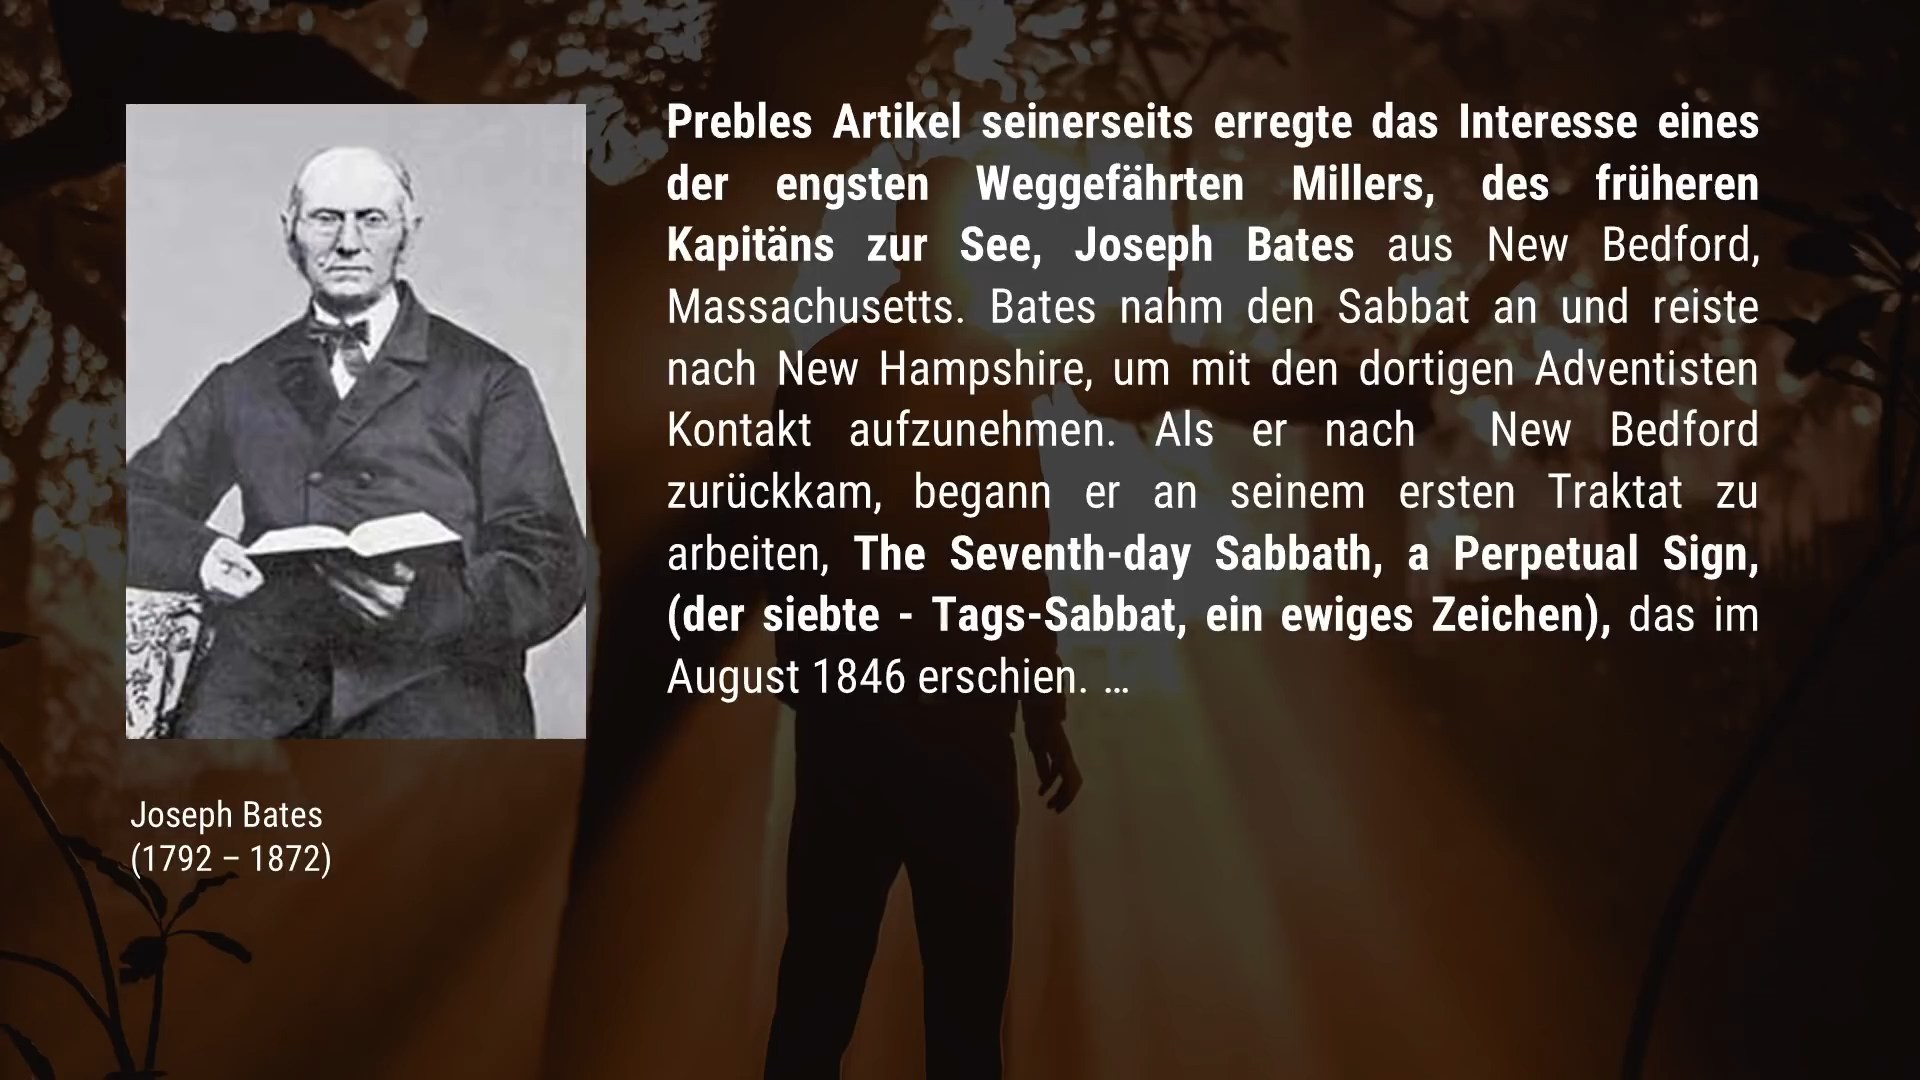 Prebles Artikel seinerseits erregte das Interesse eines
der engsten Weggefährten Millers, des früheren
Kapitäns zur See, Joseph Bates aus New Bedford,
Massachusetts. Bates nahm den Sabbat an und reiste
nach New Hampshire, um mit den dortigen Adventisten
Kontakt aufzunehmen. Als er nach New Bedford
zurückkam, begann er an seinem ersten Traktat zu
arbeiten, The Seventh-day Sabbath, a Perpetual Sign,
(der siebte - Tags-Sabbat, ein ewiges Zeichen), das im
August 1846 erschien. ...
Joseph Bates
(1792 – 1872)